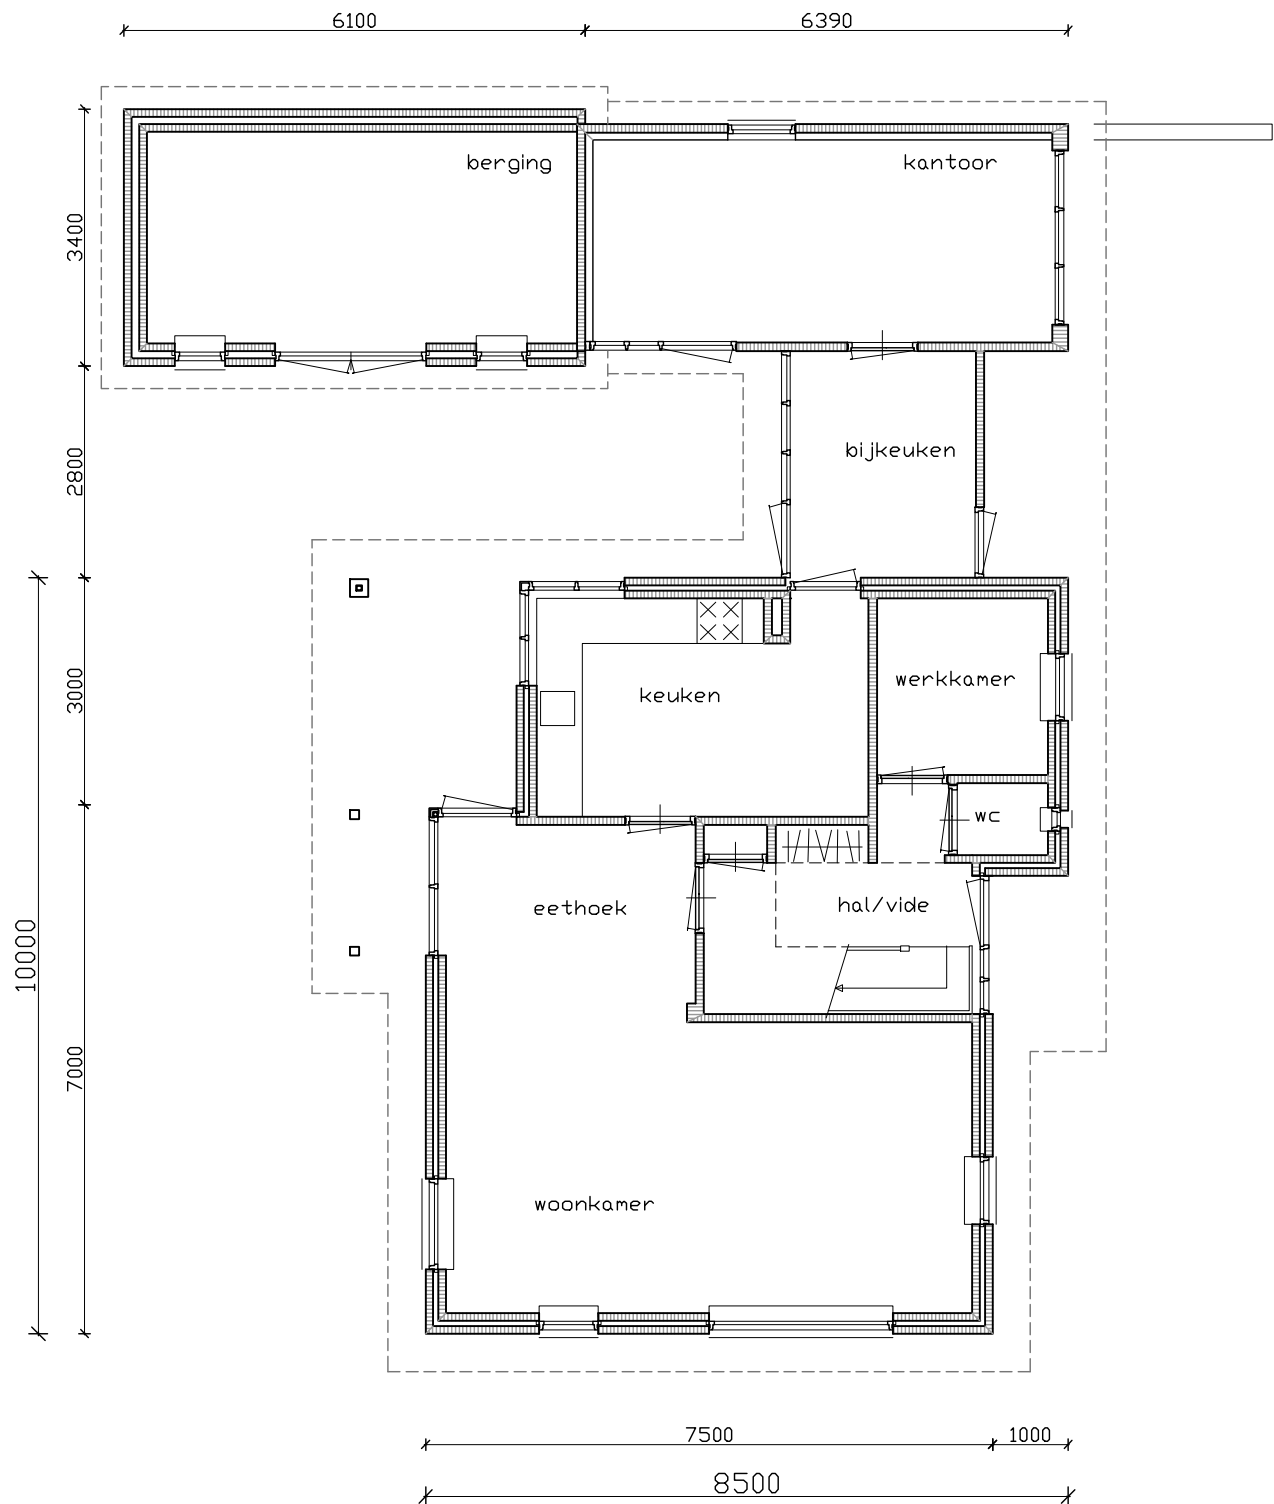 6100
6390
berging
kantoor
3400
bijkeuken
2800
werkkamer
keuken
3000
wc
hal/vide
eethoek
10000
7000
woonkamer
7500
1000
8500